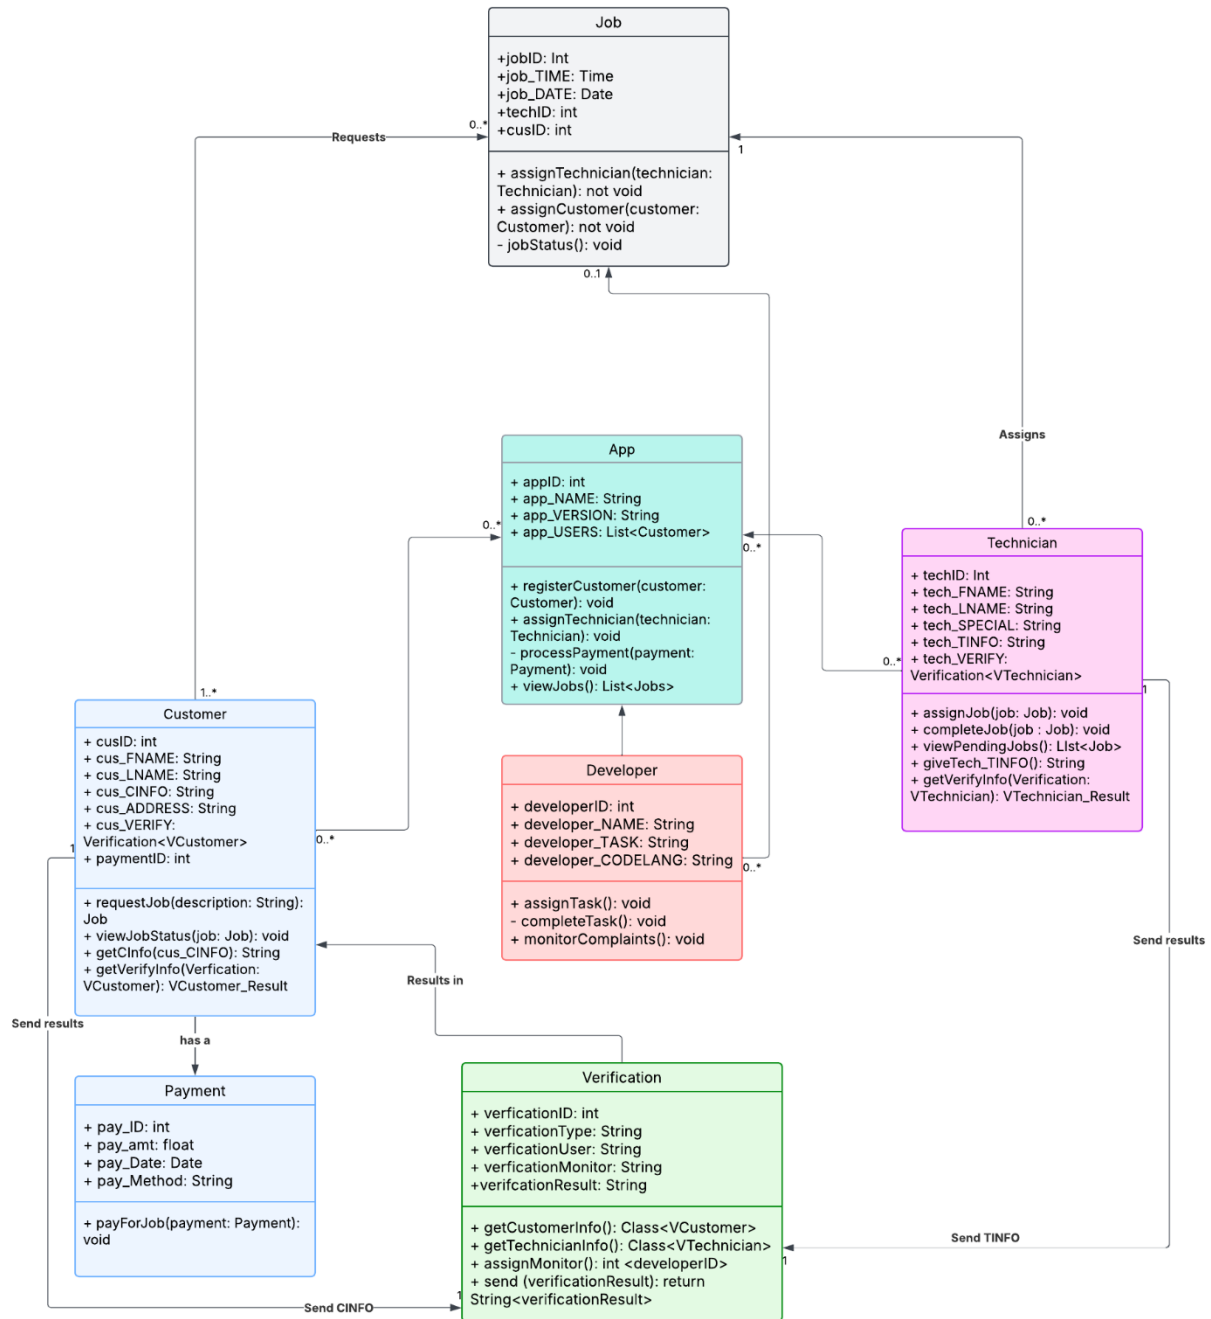 Job
+jobID: Int
+job_TIME: Time
+job_DATE: Date
+techID: int
+cusID: int
+ assignTechnician(technician:
Technician): not void
+ assignCustomer(customer:
Customer): not void
- jobStatus(): void
0..*
Requests
1
0..1
Assigns
0..*
App
+ appID: int
+ app_NAME: String
+ app_VERSION: String
+ app_USERS: List<Customer>
+ registerCustomer(customer:
Customer): void
+ assignTechnician(technician:
Technician): void
- processPayment(payment:
Payment): void
+ viewJobs(): List<Jobs>
0..*
0..*
Technician
+ techID: Int
+ tech_FNAME: String
+ tech_LNAME: String
+ tech_SPECIAL: String
+ tech_TINFO: String
+ tech_VERIFY:
Verification<VTechnician>
+ assignJob(job: Job): void
+ completeJob(job : Job): void
+ viewPendingJobs(): LIst<Job>
+ giveTech_TINFO(): String
+ getVerifyInfo(Verification:
VTechnician): VTechnician_Result
0..*
1
1..*
Customer
+ cusID: int
+ cus_FNAME: String
+ cus_LNAME: String
+ cus_CINFO: String
+ cus_ADDRESS: String
+ cus_VERIFY:
Verification<VCustomer>
+ paymentID: int
+ requestJob(description: String):
Job
+ viewJobStatus(job: Job): void
+ getCInfo(cus_CINFO): String
+ getVerifyInfo(Verfication:
VCustomer): VCustomer_Result
1
0..*
Developer
+ developerID: int
+ developer_NAME: String
+ developer_TASK: String
+ developer_CODELANG: String
+ assignTask(): void
- completeTask(): void
+ monitorComplaints(): void
0..*
Send results
Results in
Send results
has a
Payment
+ pay_ID: int
+ pay_amt: float
+ pay_Date: Date
+ pay_Method: String
+ payForJob(payment: Payment):
void
Verification
+ verficationID: int
+ verficationType: String
+ verficationUser: String
+ verficationMonitor: String
+verifcationResult: String
+ getCustomerInfo(): Class<VCustomer>
+ getTechnicianInfo(): Class<VTechnician>
+ assignMonitor(): int <developerID>
+ send (verificationResult): return
String<verificationResult>
Send TINFO
1
1
Send CINFO